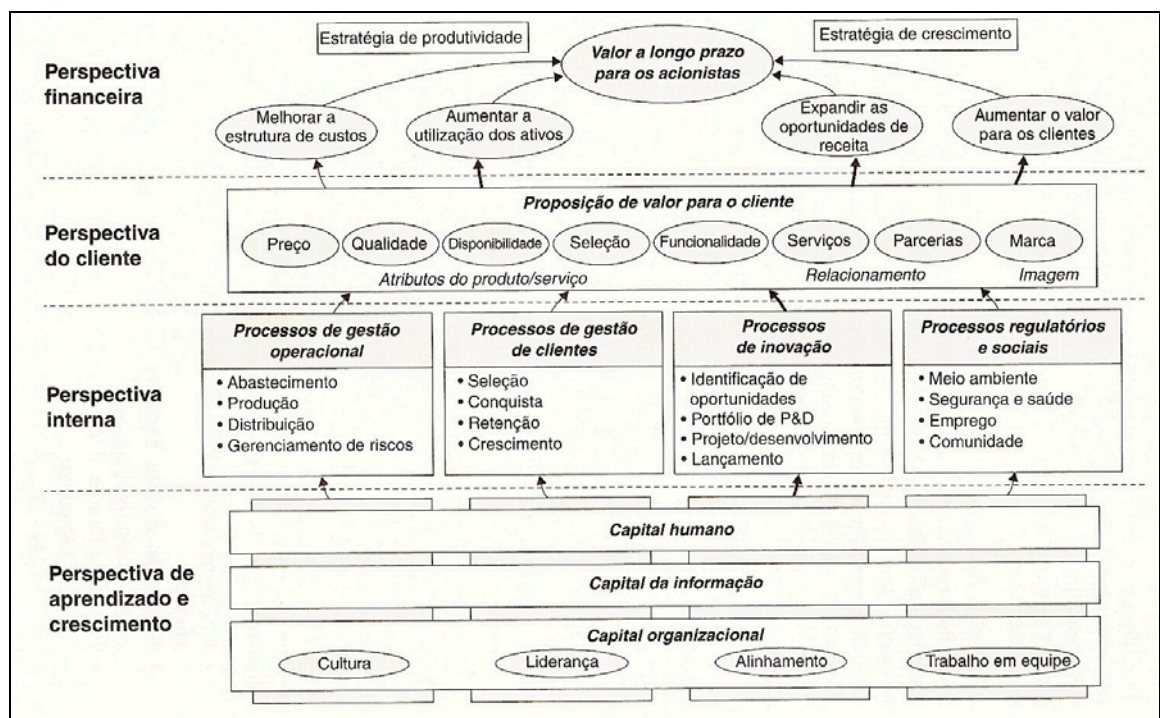 Estratégia de produtividade
Estratégia de crescimento
Valor a longo prazo
para os acionistas
Perspectiva
financeira
Melhorar a
estrutura de custos
Aumentar a
utilização dos ativos
Expandir as
oportunidades de
receita
Aumentar o valor
para os clientes
Proposição de valor para o cliente
Perspectiva
do cliente
Preço
Qualidade
Disponibilidade
Seleção
Funcionalidade
Serviços
Parcerias
Marca
Atributos do produto/serviço
Relacionamento
Imagem
Perspectiva
interna
Processos de gestão
operacional
• Abastecimento
• Produção
• Distribuição
• Gerenciamento de riscos
Processos de gestão
de clientes
• Seleção
• Conquista
• Retenção
• Crescimento
Processos
de inovação
• Identificação de
oportunidades
• Portfólio de P&D
• Projeto/desenvolvimento
• Lançamento
Processos regulatórios
e sociais
• Meio ambiente
• Segurança e saúde
• Emprego
• Comunidade
Perspectiva de
aprendizado e
crescimento
Capital humano
Capital da informação
Capital organizacional
Cultura
Liderança
Alinhamento
Trabalho em equipe